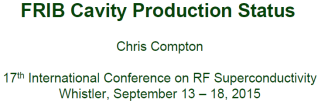 FRIB Cavity Production Status
Chris Compton
17th International Conference on RF Superconductivity
Whistler, September 13 – 18, 2015